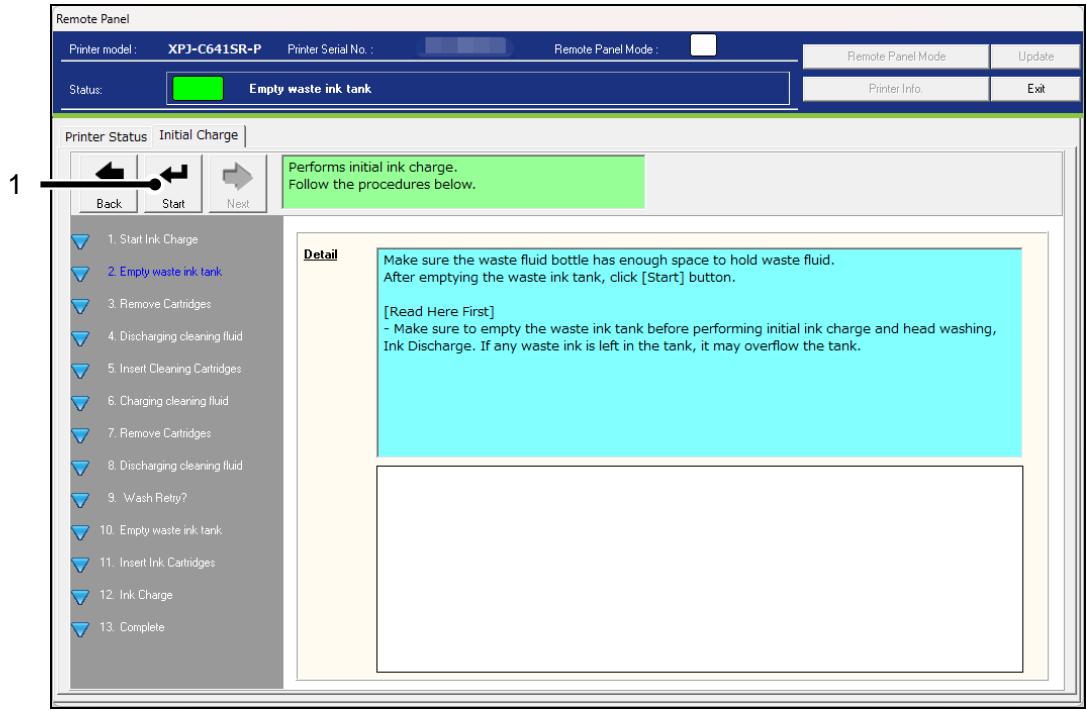 Remote Panel
Printer model : XPJ-C641SR-P Printer Serial No. : Remote Panel Mode :
Remote Panel Mode Update
Status: Empty waste ink tank
Printer Info. Exit
Printer Status Initial Charge
1
Back Start Next
Performs initial ink charge.
Follow the procedures below.
1. Start Ink Charge
2. Empty waste ink tank
3. Remove Cartridges
4. Discharging cleaning fluid
5. Insert Cleaning Cartridges
6. Charging cleaning fluid
7. Remove Cartridges
8. Discharging cleaning fluid
9. Wash Retry?
10. Empty waste ink tank
11. Insert Ink Cartridges
12. Ink Charge
13. Complete
Detail
Make sure the waste fluid bottle has enough space to hold waste fluid.
After emptying the waste ink tank, click [Start] button.
[Read Here First]
- Make sure to empty the waste ink tank before performing initial ink charge and head washing,
Ink Discharge. If any waste ink is left in the tank, it may overflow the tank.